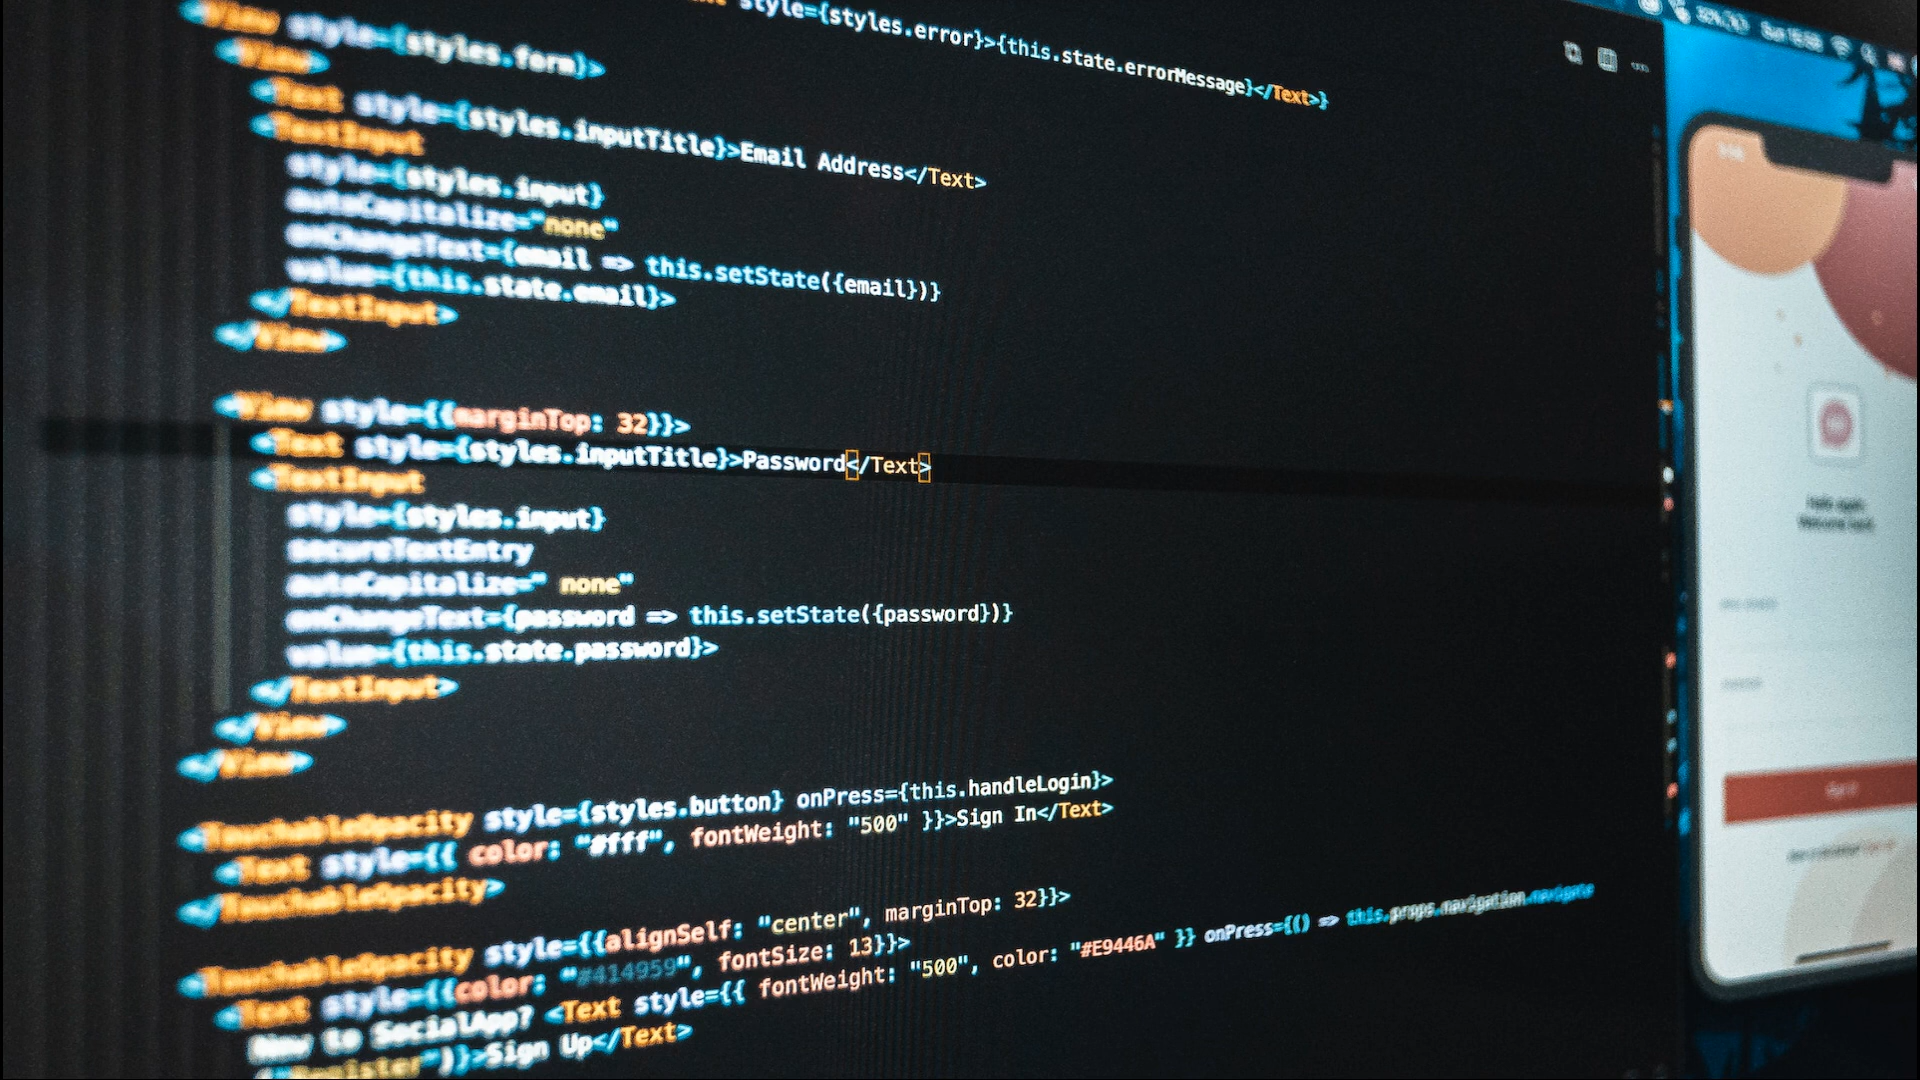 style={styles.error}>{this.state.errorMessage}</Text>}
<View style={styles.form}>
<View>
<Text style={styles.inputTitle}>Email Address</Text>
<TextInput
style={styles.input}
autoCapitalize="none"
onChangeText={email => this.setState({email})}
value={this.state.email}>
</TextInput>
</View>
<View style={{marginTop: 32}}>
<Text style={styles.inputTitle}>Password</Text>
<TextInput
style={styles.input}
secureTextEntry
autoCapitalize=" none"
onChangeText={password => this.setState({password})}
value={this.state.password}>
</TextInput>
</View>
</View>
<TouchableOpacity style={styles.button} onPress={this.handleLogin}>
<Text style={{ color: "#fff", fontWeight: "500" }}>Sign In</Text>
</TouchableOpacity>
<TouchableOpacity style={{alignSelf: "center", marginTop: 32}}>
<Text style={{color: "#414959", fontSize: 13}}>
New to SocialApp? <Text style={{ fontWeight: "500", color: "#E9446A" }} onPress={() => this.props.navigation.navigate
("Register")}>Sign Up</Text>
Hello again.
Welcome back.